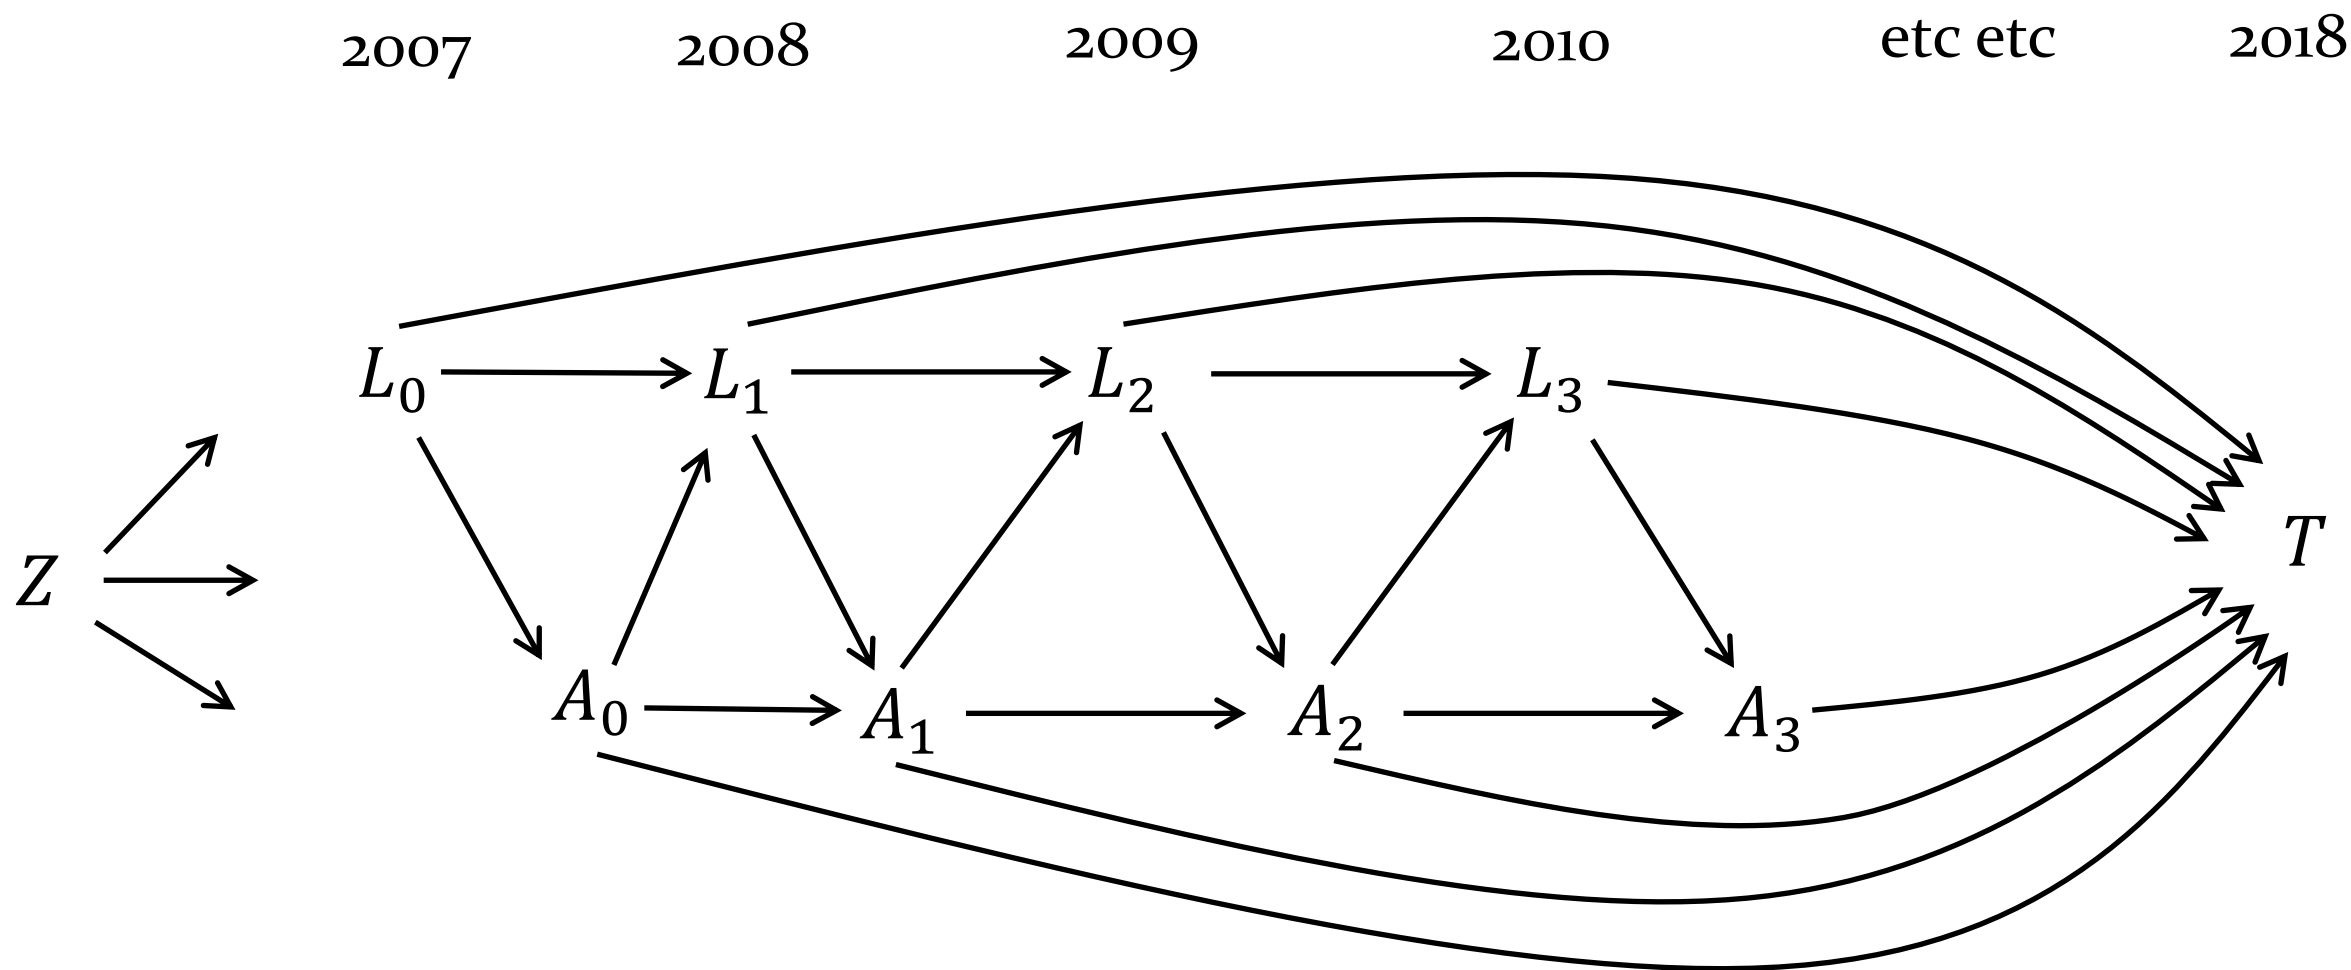 2007 2008 2009 2010 etc etc 2018
L₀ L₁ L₂ L₃
T
Z
A₀ A₁ A₂ A₃